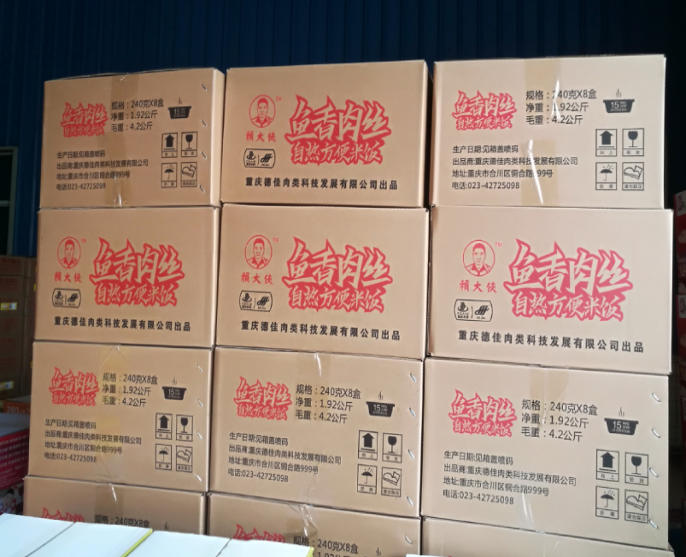 鱼香肉丝
自热方便米饭
规格：240克X8盒
净重：1.92公斤
毛重：4.2公斤
15
生产日期:见箱盖喷码
出品商:重庆德佳肉类科技发展有限公司
地址:重庆市合川区铜合路999号
电话:023-42725098
賴大俠
鱼香肉丝
自热方便米饭
重庆德佳肉类科技发展有限公司出品
鱼香肉丝
自热方便米饭
规格：240克X8盒
净重：1.92公斤
毛重：4.2公斤
15
生产日期:见箱盖喷码
出品商:重庆德佳肉类科技发展有限公司
地址:重庆市合川区铜合路999号
电话:023-42725098
賴大俠
鱼香肉丝
自热方便米饭
重庆德佳肉类科技发展有限公司出品
賴大俠
鱼香肉丝
自热方便米饭
重庆德佳肉类科技发展有限公司出品
賴大俠
鱼香肉丝
自热方便米饭
重庆德佳肉类科技发展有限公司出品
鱼香肉丝
自热方便米饭
规格：240克X8盒
净重：1.92公斤
毛重：4.2公斤
15
生产日期:见箱盖喷码
出品商:重庆德佳肉类科技发展有限公司
地址:重庆市合川区铜合路999号
电话:023-42725098
鱼香肉丝
自热方便米饭
规格：240克X8盒
净重：1.92公斤
毛重：4.2公斤
15
生产日期:见箱盖喷码
出品商:重庆德佳肉类科技发展有限公司
地址:重庆市合川区铜合路999号
电话:023-42725098
鱼香肉丝
自热方便米饭
规格：240克X8盒
净重：1.92公斤
毛重：4.2公斤
15
生产日期:见箱盖喷码
出品商:重庆德佳肉类科技发展有限公司
地址:重庆市合川区铜合路999号
电话:023-42725098